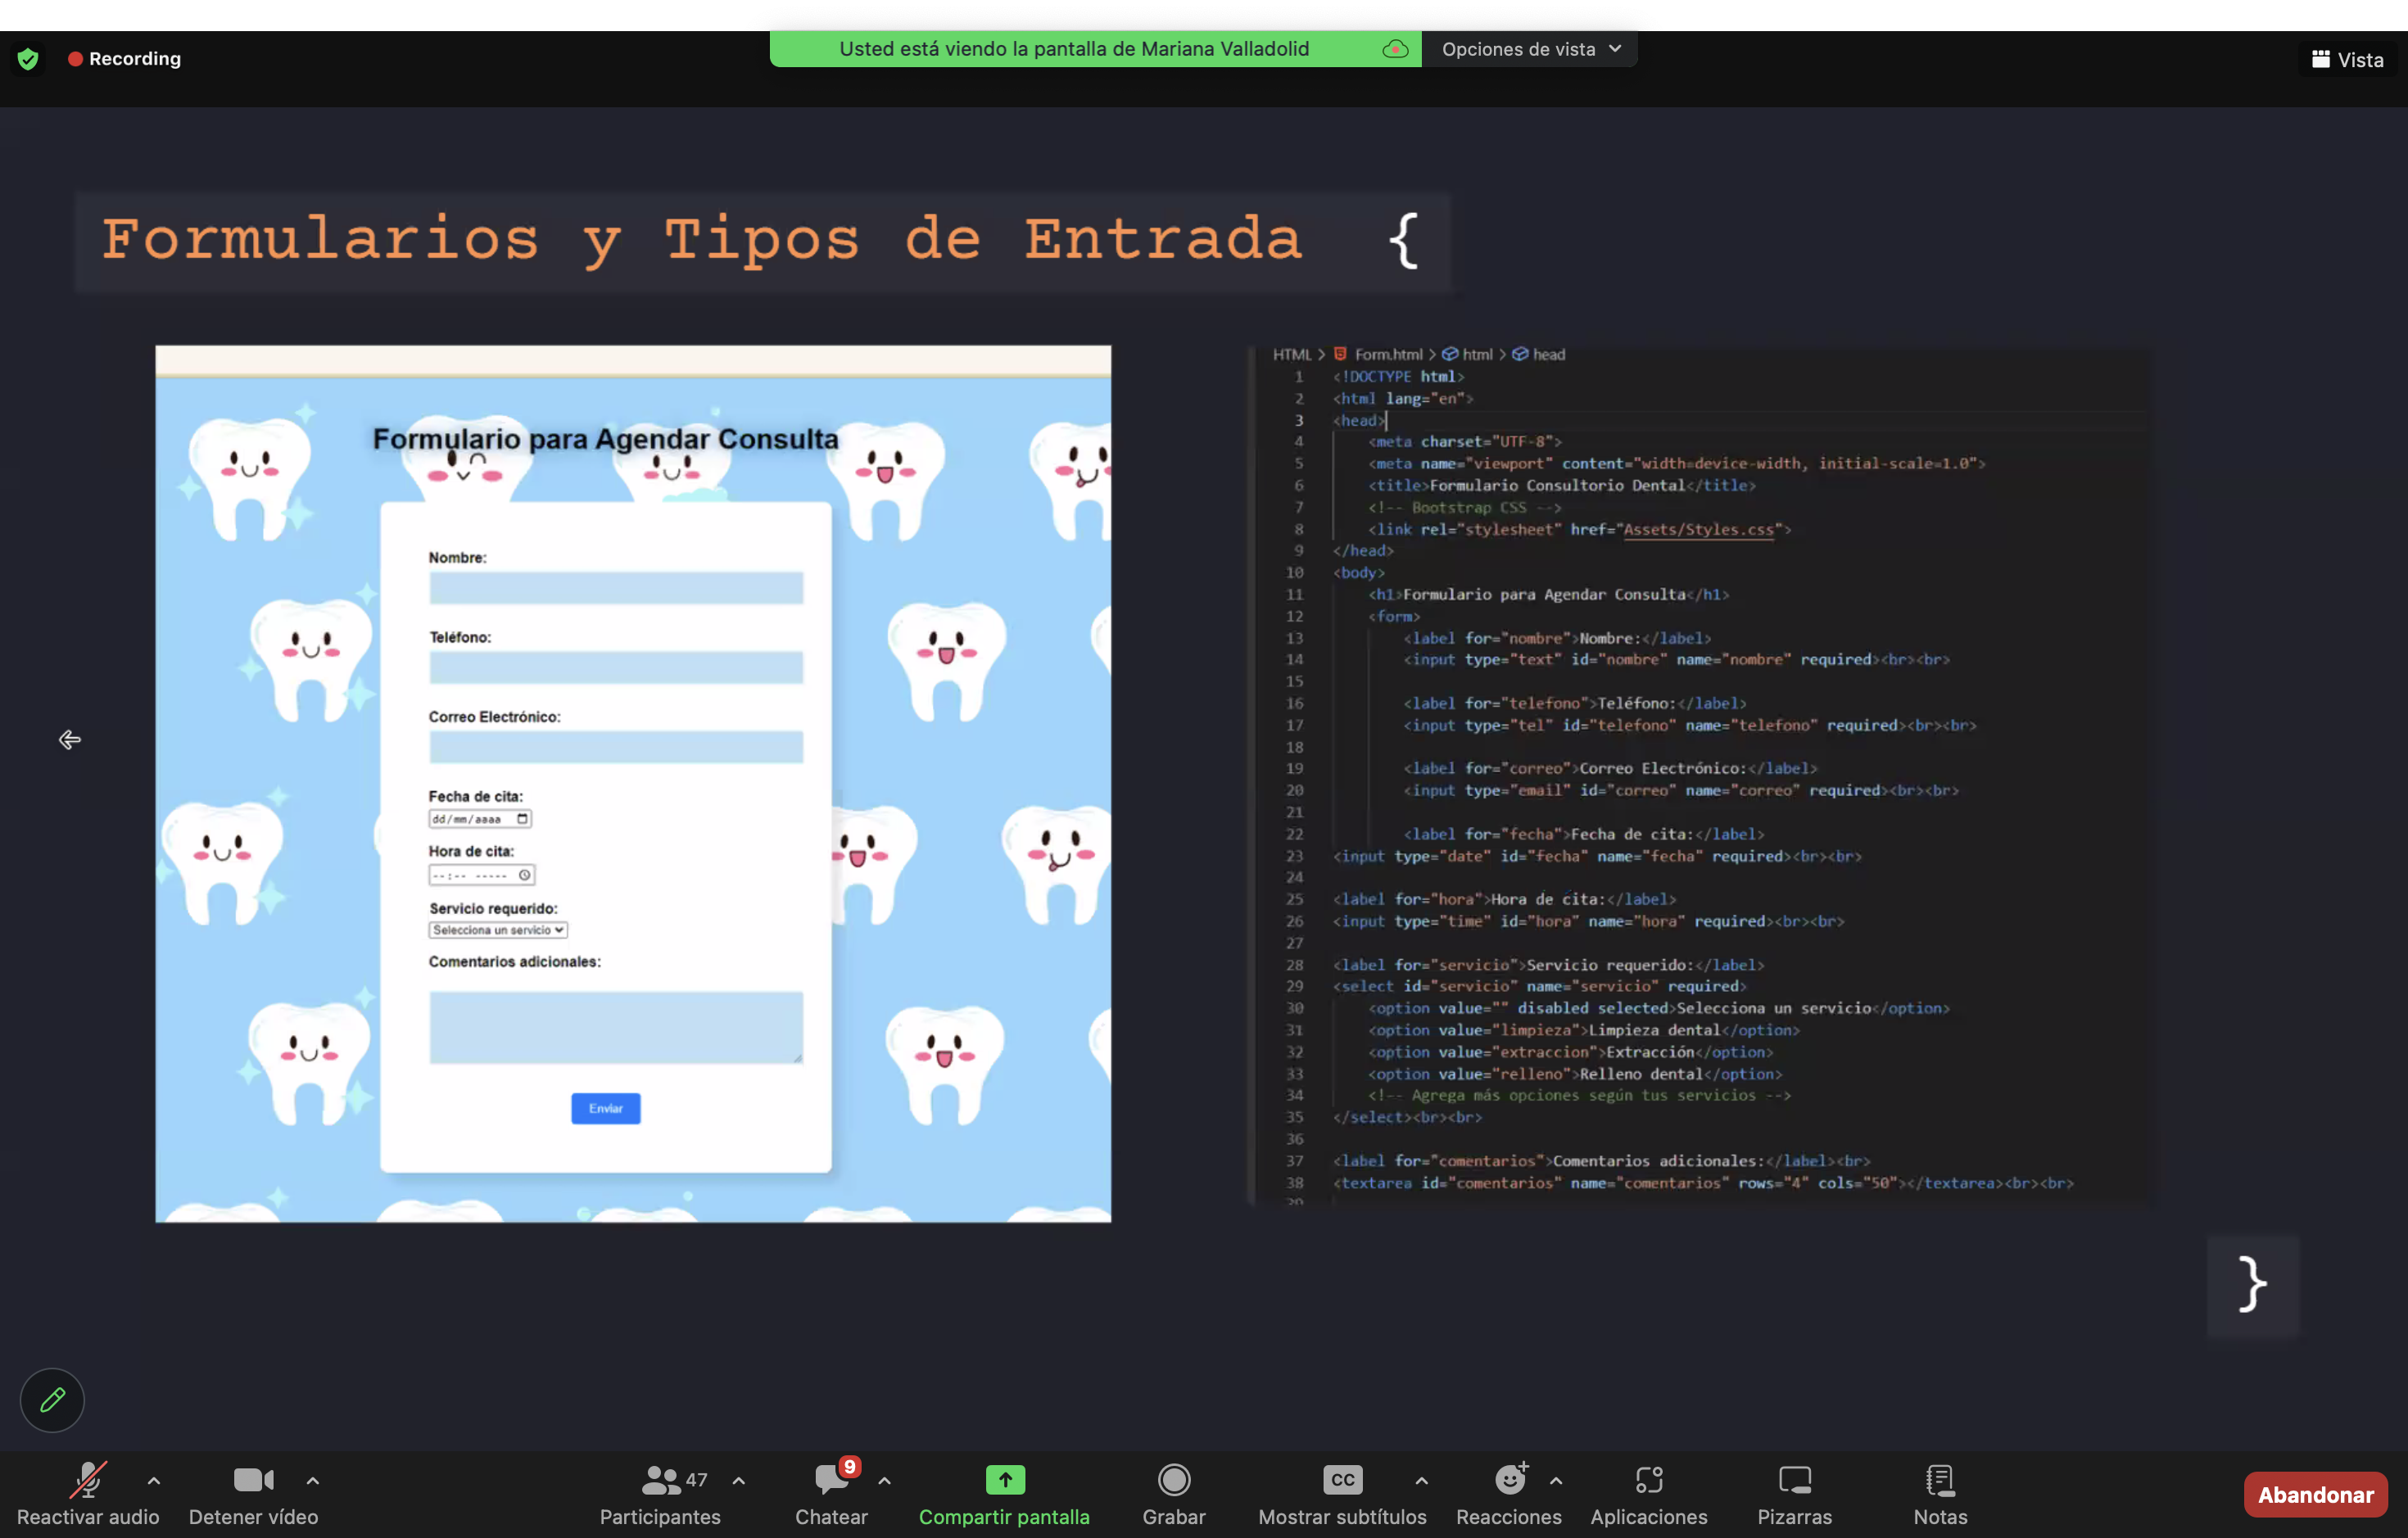 Recording
Usted está viendo la pantalla de Mariana Valladolid
Opciones de vista
Vista
Formularios y Tipos de Entrada {
Formulario para Agendar Consulta
Nombre:
Teléfono:
Correo Electrónico:
Fecha de cita:
dd/mm/aaaa
Hora de cita:
--:-- -----
Servicio requerido:
Selecciona un servicio
Comentarios adicionales:
Enviar
HTML > Form.html > html > head
1 <!DOCTYPE html>
2 <html lang="en">
3 <head>
4 <meta charset="UTF-8">
5 <meta name="viewport" content="width=device-width, initial-scale=1.0">
6 <title>Formulario Consultorio Dental</title>
7 <!-- Bootstrap CSS -->
8 <link rel="stylesheet" href="Assets/Styles.css">
9 </head>
10 <body>
11 <h1>Formulario para Agendar Consulta</h1>
12 <form>
13 <label for="nombre">Nombre:</label>
14 <input type="text" id="nombre" name="nombre" required><br><br>
15
16 <label for="telefono">Teléfono:</label>
17 <input type="tel" id="telefono" name="telefono" required><br><br>
18
19 <label for="correo">Correo Electrónico:</label>
20 <input type="email" id="correo" name="correo" required><br><br>
21
22 <label for="fecha">Fecha de cita:</label>
23 <input type="date" id="fecha" name="fecha" required><br><br>
24
25 <label for="hora">Hora de cita:</label>
26 <input type="time" id="hora" name="hora" required><br><br>
27
28 <label for="servicio">Servicio requerido:</label>
29 <select id="servicio" name="servicio" required>
30 <option value="" disabled selected>Selecciona un servicio</option>
31 <option value="limpieza">Limpieza dental</option>
32 <option value="extraccion">Extracción</option>
33 <option value="relleno">Relleno dental</option>
34 <!-- Agrega más opciones según tus servicios -->
35 </select><br><br>
36
37 <label for="comentarios">Comentarios adicionales:</label><br>
38 <textarea id="comentarios" name="comentarios" rows="4" cols="50"></textarea><br><br>
39
}
Reactivar audio
Detener vídeo
47
Participantes
9
Chatear
Compartir pantalla
Grabar
CC
Mostrar subtítulos
Reacciones
Aplicaciones
Pizarras
Notas
Abandonar